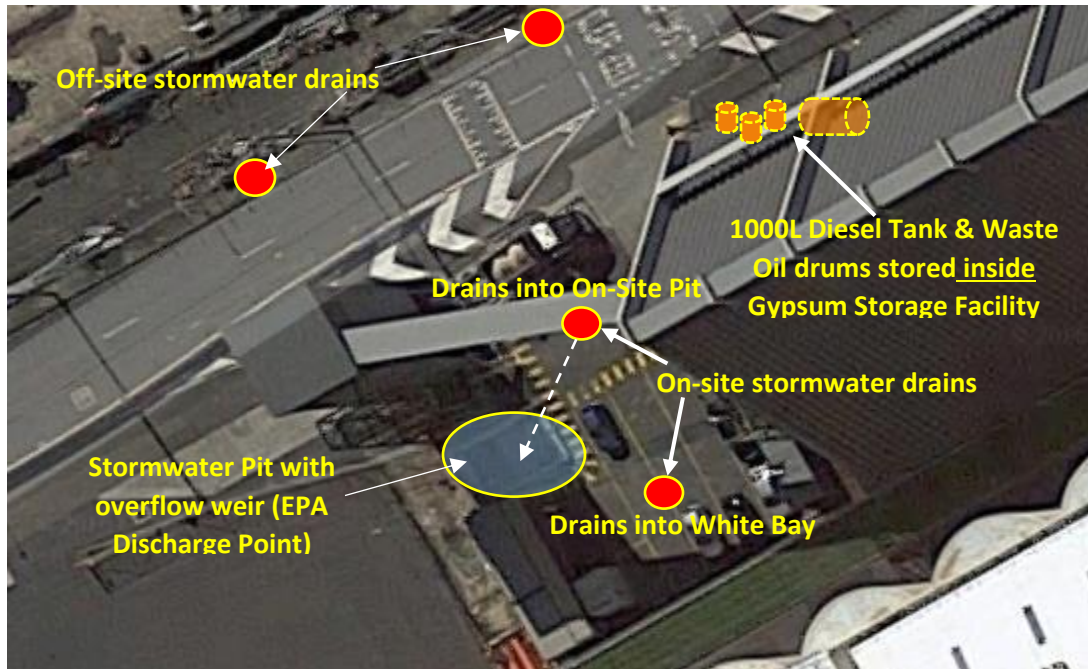 Off-site stormwater drains
1000L Diesel Tank & Waste
Oil drums stored inside
Gypsum Storage Facility
Drains into On-Site Pit
On-site stormwater drains
Stormwater Pit with
overflow weir (EPA
Discharge Point)
Drains into White Bay